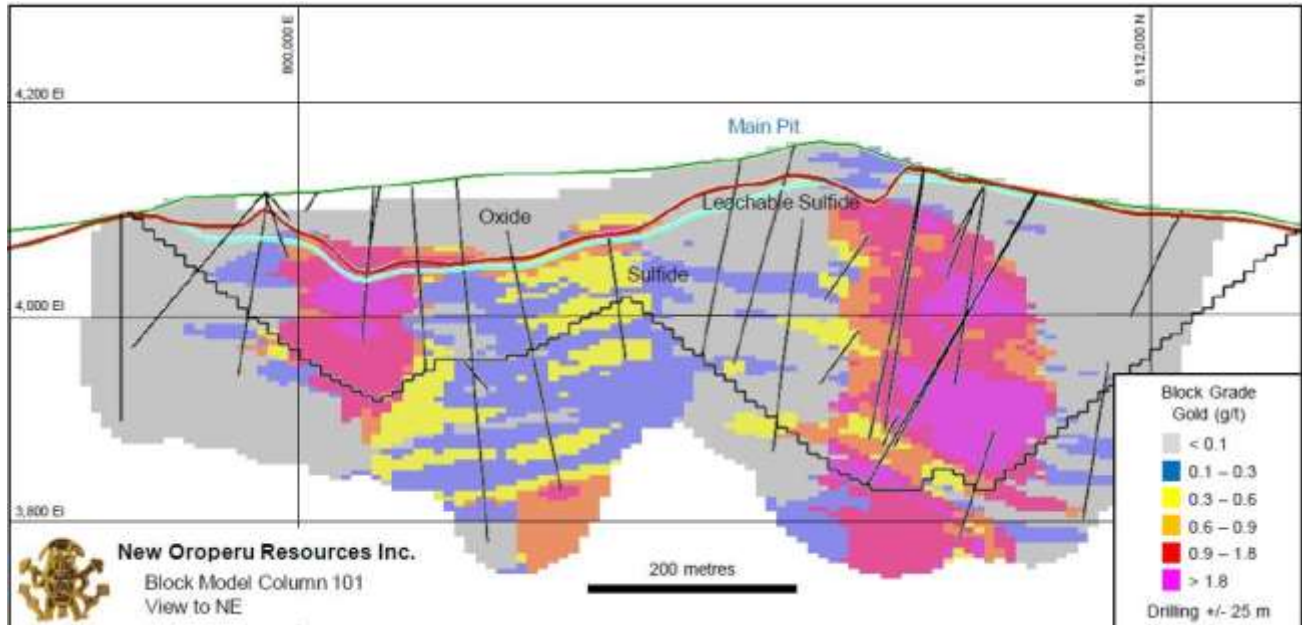 800,000 E
9,112,000 N
4,200 El
Main Pit
Oxide
Leachable Sulfide
Sulfide
4,000 El
3,800 El
Block Grade
Gold (g/t)
< 0.1
0.1 – 0.3
0.3 – 0.6
0.6 – 0.9
0.9 – 1.8
> 1.8
Drilling +/- 25 m
New Oroperu Resources Inc.
Block Model Column 101
View to NE
200 metres